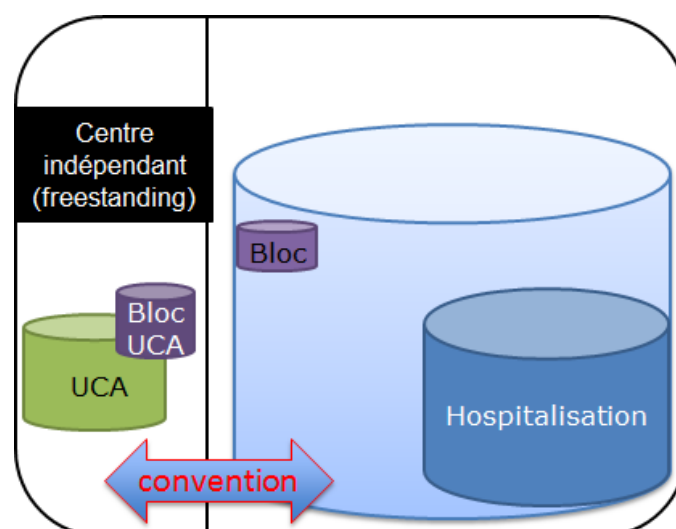 Centre
indépendant
(freestanding)
Bloc
Bloc
UCA
UCA
Hospitalisation
convention